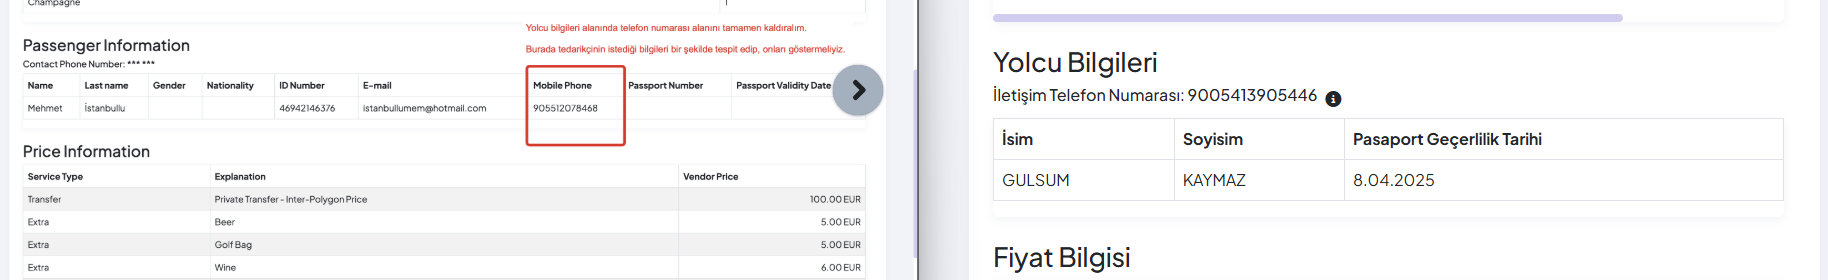 Champagne 1
Yolcu bilgileri alanında telefon numarası alanını tamamen kaldıralım.
Passenger Information
Burada tedarikçinin istediği bilgileri bir şekilde tespit edip, onları göstermeliyiz.
Contact Phone Number: *** ***
Name Last name Gender Nationality ID Number E-mail Mobile Phone Passport Number Passport Validity Date
Mehmet İstanbullu 46942146376 istanbullumem@hotmail.com 905512078468
Price Information
Service Type Explanation Vendor Price
Transfer Private Transfer - Inter-Polygon Price 100.00 EUR
Extra Beer 5.00 EUR
Extra Golf Bag 5.00 EUR
Extra Wine 6.00 EUR
Yolcu Bilgileri
İletişim Telefon Numarası: 9005413905446
İsim Soyisim Pasaport Geçerlilik Tarihi
GULSUM KAYMAZ 8.04.2025
Fiyat Bilgisi